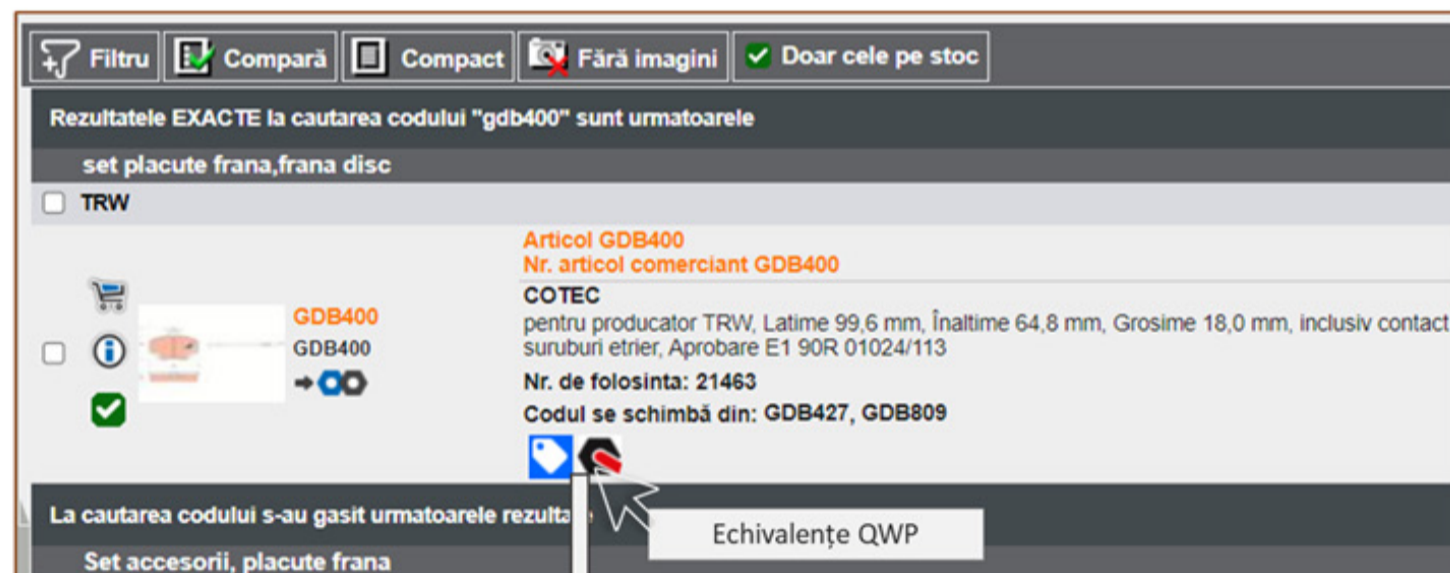 Filtru Compară Compact Fără imagini Doar cele pe stoc
Rezultatele EXACTE la cautarea codului "gdb400" sunt urmatoarele
set placute frana,frana disc
TRW
Articol GDB400
Nr. articol comerciant GDB400
COTEC
GDB400
pentru producator TRW, Latime 99,6 mm, Înaltime 64,8 mm, Grosime 18,0 mm, inclusiv contact
GDB400
suruburi etrier, Aprobare E1 90R 01024/113
Nr. de folosinta: 21463
Codul se schimbă din: GDB427, GDB809
La cautarea codului s-au gasit urmatoarele
Echivalențe QWP
Set accesorii, placute frana